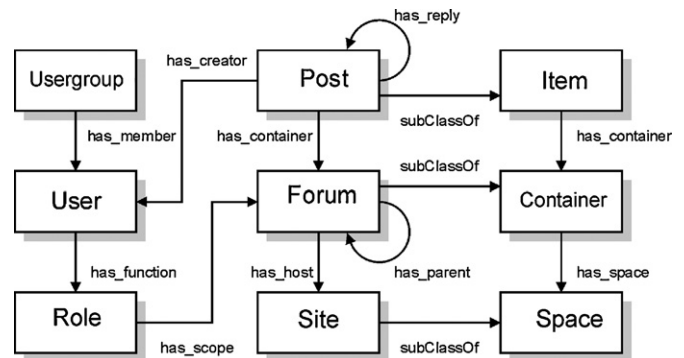 has_reply
Usergroup
has_creator
Post
Item
subClassOf
has_member
has_container
has_container
subClassOf
User
Forum
Container
has_function
has_host
has_parent
has_space
Role
Site
Space
has_scope
subClassOf